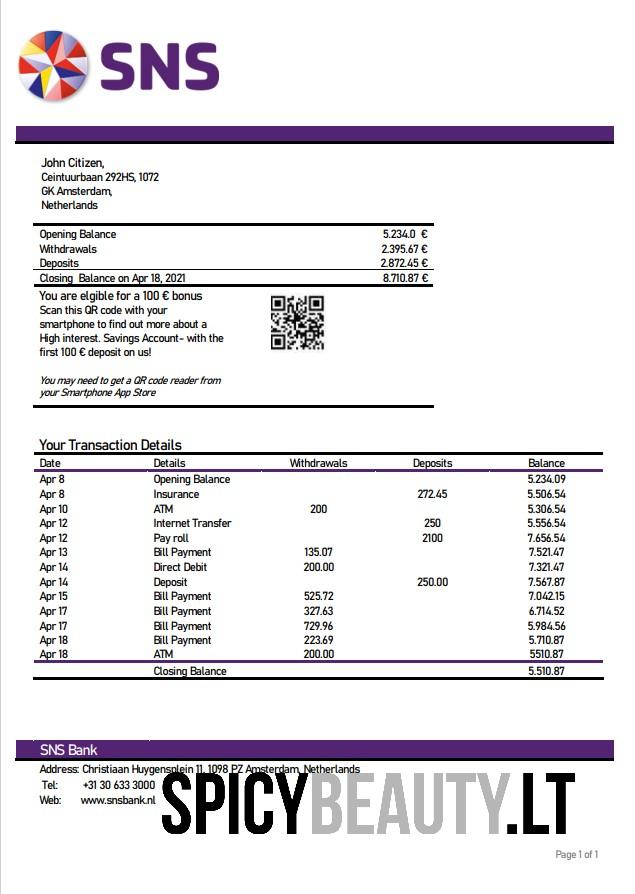 SNS
John Citizen,
Ceintuurbaan 292HS, 1072
GK Amsterdam,
Netherlands
Opening Balance 5.234.0 €
Withdrawals 2.395.67 €
Deposits 2.872.45 €
Closing Balance on Apr 18, 2021 8.710.87 €
You are elgible for a 100 € bonus
Scan this QR code with your
smartphone to find out more about a
High interest. Savings Account- with the
first 100 € deposit on us!
You may need to get a QR code reader from
your Smartphone App Store
Your Transaction Details
Date Details Withdrawals Deposits Balance
Apr 8 Opening Balance 5.234.09
Apr 8 Insurance 272.45 5.506.54
Apr 10 ATM 200 5.306.54
Apr 12 Internet Transfer 250 5.556.54
Apr 12 Pay roll 2100 7.656.54
Apr 13 Bill Payment 135.07 7.521.47
Apr 14 Direct Debit 200.00 7.321.47
Apr 14 Deposit 250.00 7.567.87
Apr 15 Bill Payment 525.72 7.042.15
Apr 17 Bill Payment 327.63 6.714.52
Apr 17 Bill Payment 729.96 5.984.56
Apr 18 Bill Payment 223.69 5.710.87
Apr 18 ATM 200.00 5510.87
Closing Balance 5.510.87
SNS Bank
Address: Christiaan Huygensplein 11, 1098 PZ Amsterdam, Netherlands
Tel: +31 30 633 3000
Web: www.snsbank.nl
SPICYBEAUTY.LT
Page 1 of 1